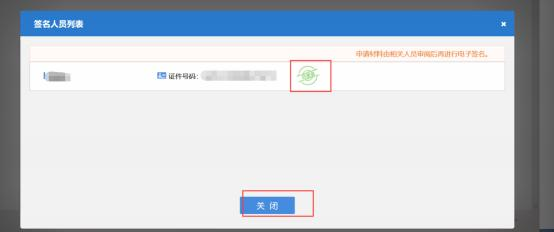 签名人员列表
×
申请材料由相关人员审阅后再进行电子签名。
证件号码：
关 闭